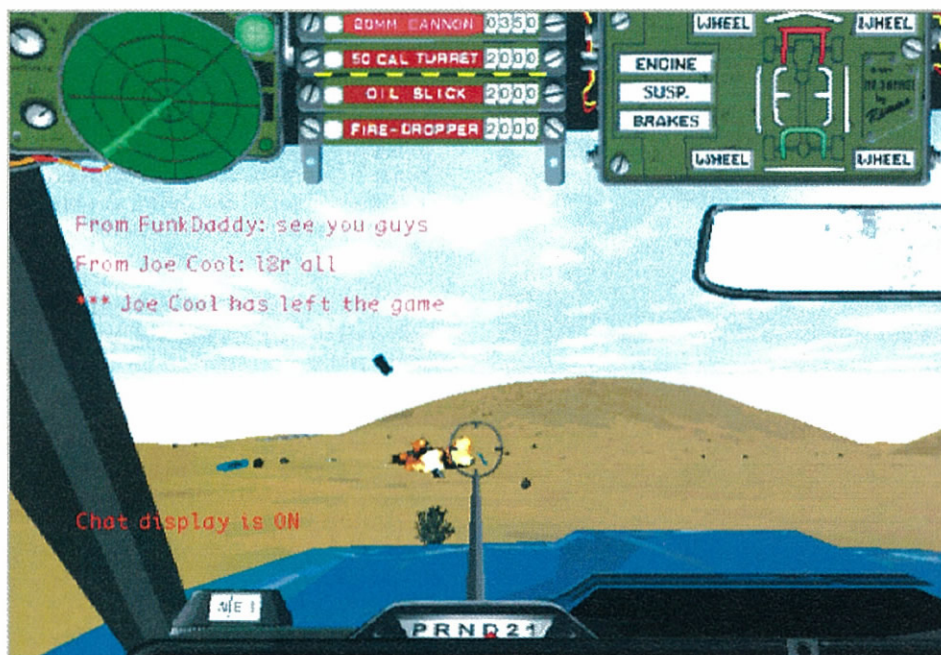 20MM CANNON 0350
50 CAL TURRET 2000
OIL SLICK 2000
FIRE-DROPPER 2000
WHEEL WHEEL
ENGINE
SUSP.
BRAKES
WHEEL WHEEL
From FunkDaddy: see you guys
From Joe Cool: l8r all
*** Joe Cool has left the game
Chat display is ON
NE
PRND21